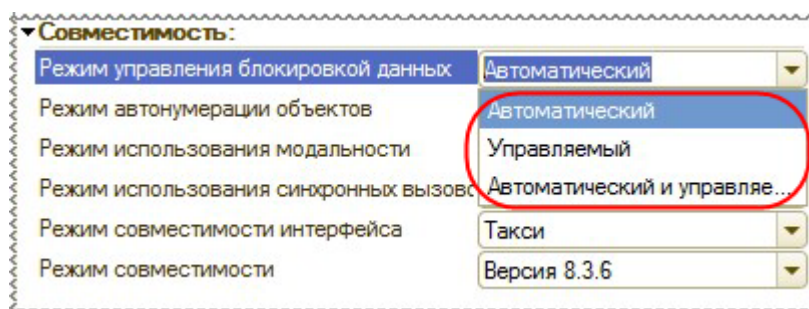 Совместимость:
Режим управления блокировкой данных Автоматический
Режим автонумерации объектов Автоматический
Режим использования модальности Управляемый
Режим использования синхронных вызово Автоматический и управляе...
Режим совместимости интерфейса Такси
Режим совместимости Версия 8.3.6